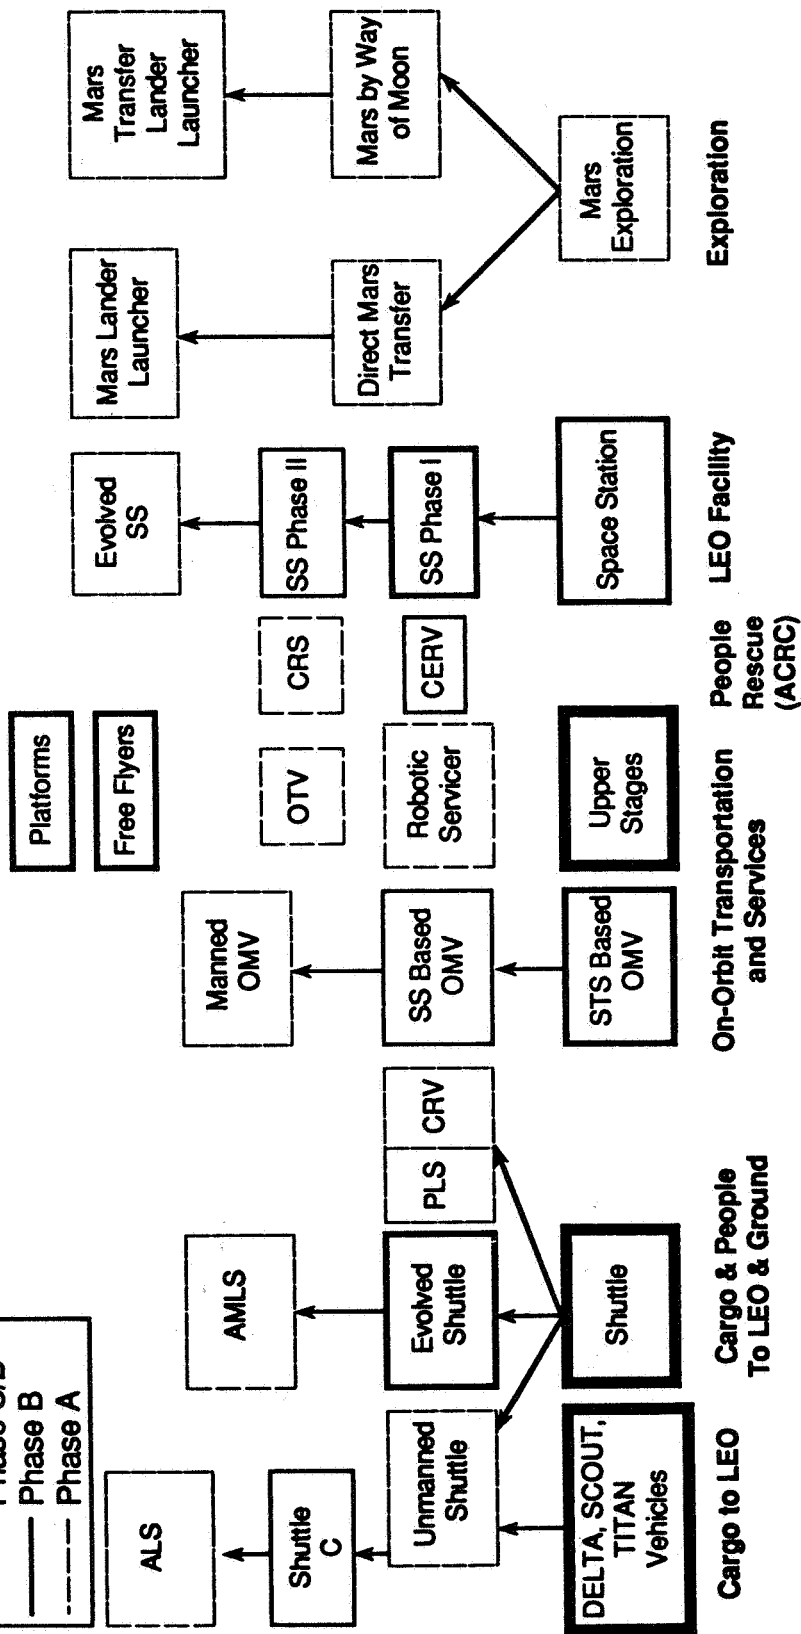 Phase C/D
Phase B
Phase A
ALS
Shuttle
C
Unmanned
Shuttle
DELTA, SCOUT,
TITAN
Vehicles
Cargo to LEO
AMLS
Evolved
Shuttle
PLS
CRV
Shuttle
Cargo & People
To LEO & Ground
Manned
OMV
SS Based
OMV
STS Based
OMV
Platforms
Free Flyers
OTV
Robotic
Servicer
Upper
Stages
On-Orbit Transportation
and Services
CRS
CERV
People
Rescue
(ACRC)
Evolved
SS
SS Phase II
SS Phase I
Space Station
LEO Facility
Mars Lander
Launcher
Direct Mars
Transfer
Mars
Transfer
Lander
Launcher
Mars by Way
of Moon
Mars
Exploration
Exploration